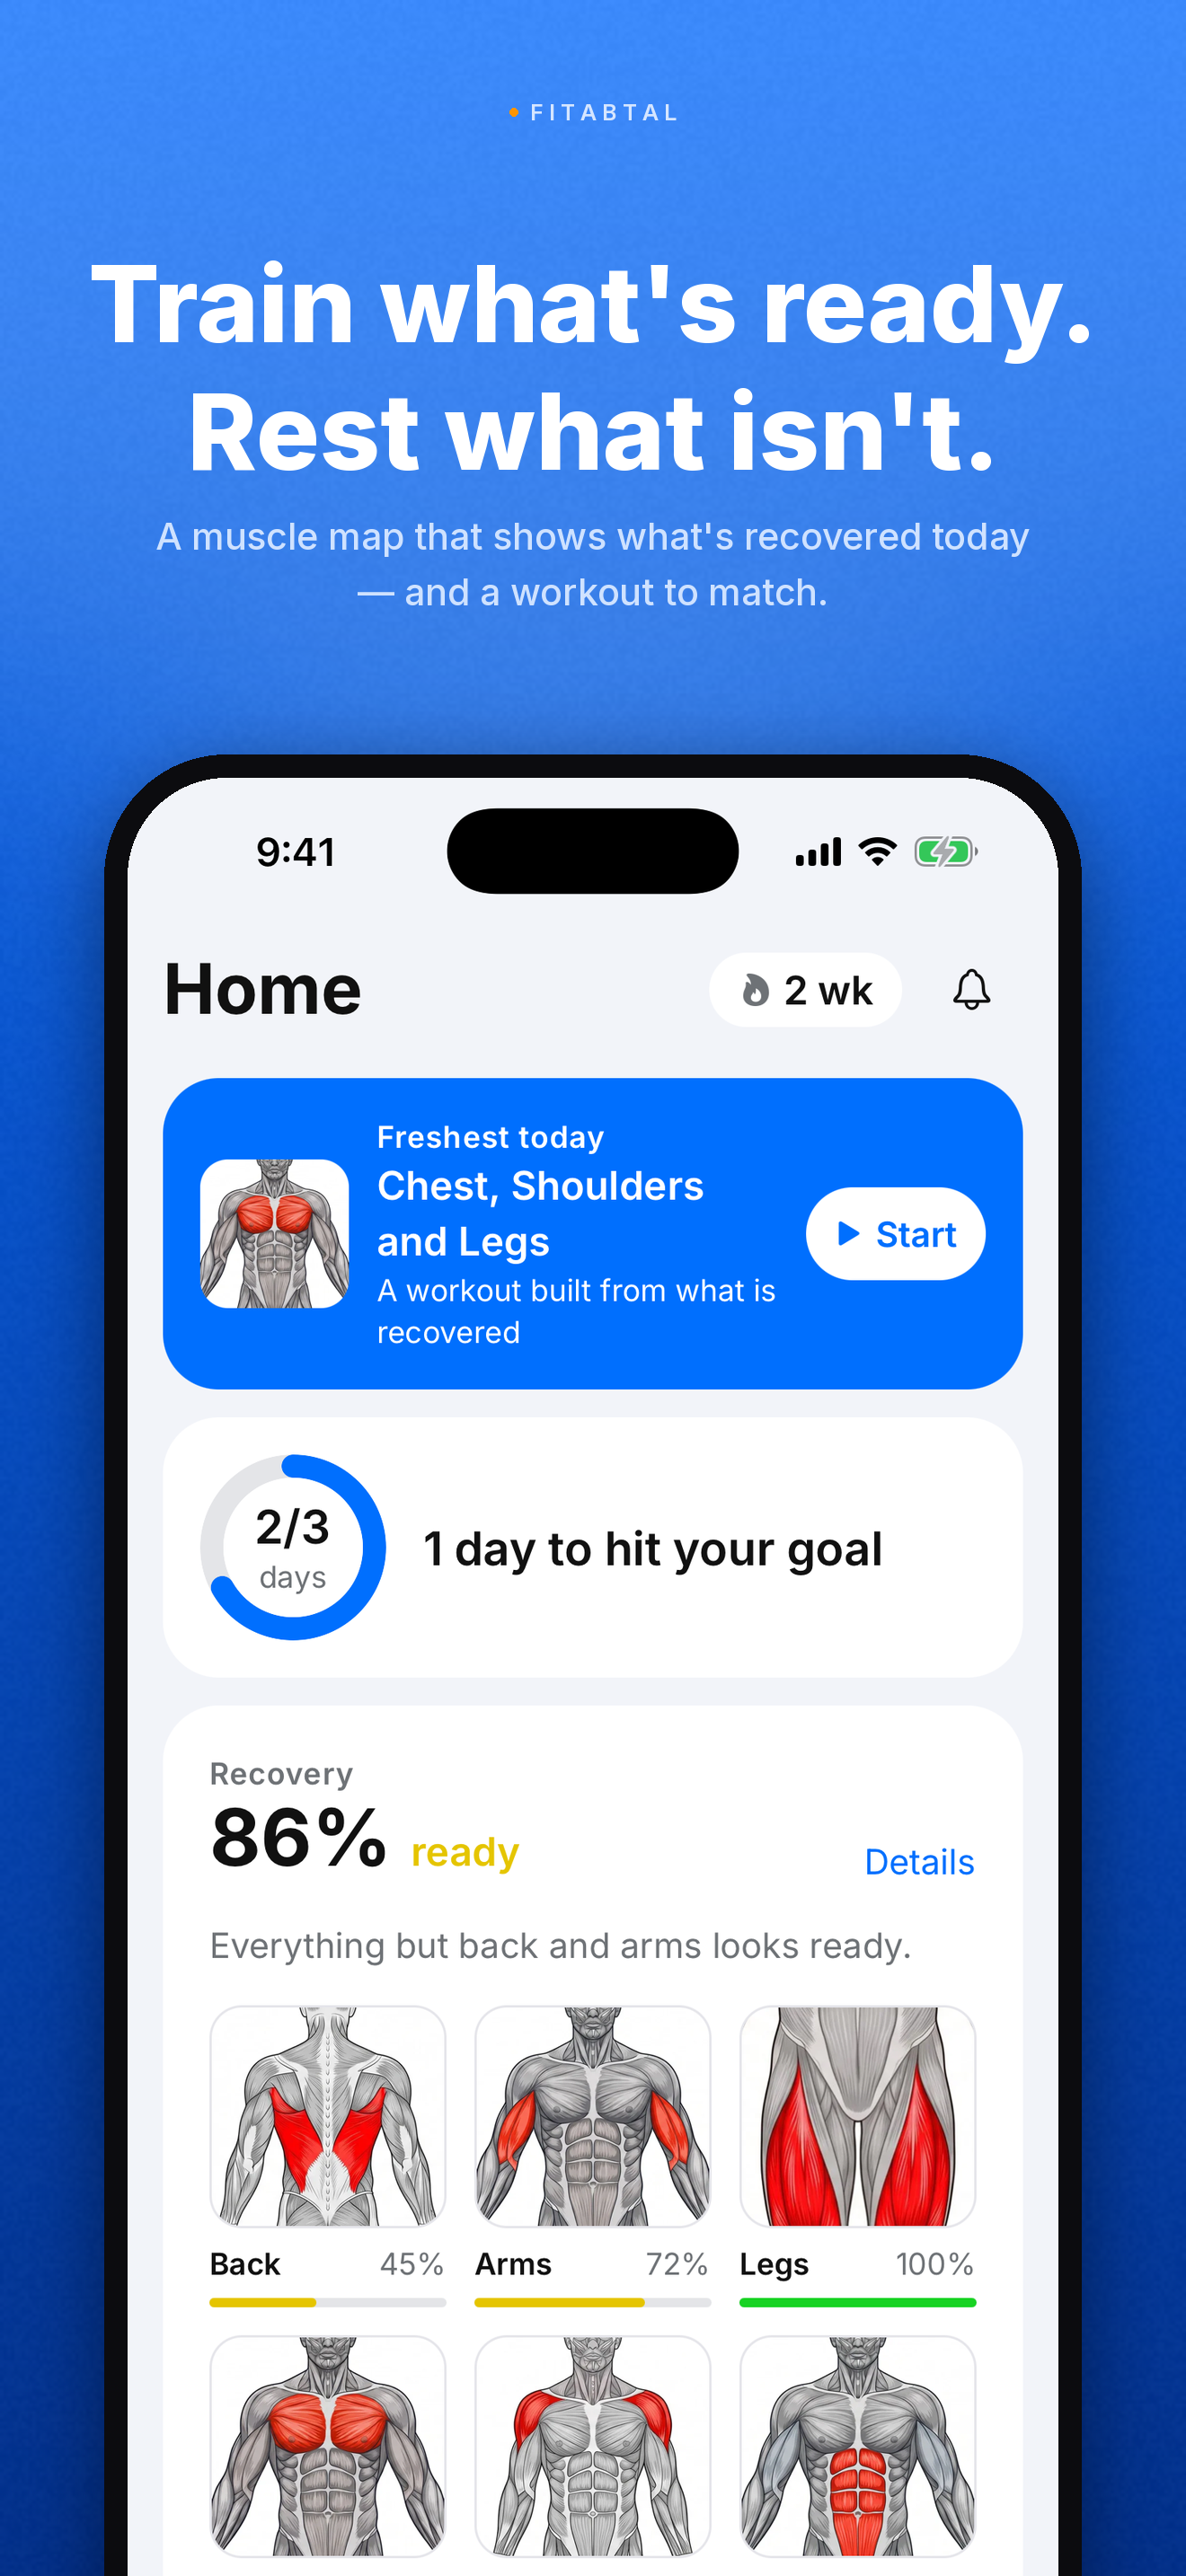 FITABTAL
Train what's ready.
Rest what isn't.
A muscle map that shows what's recovered today
— and a workout to match.
9:41
Home
2 wk
Freshest today
Chest, Shoulders
and Legs
A workout built from what is
recovered
Start
2/3
days
1 day to hit your goal
Recovery
86% ready
Details
Everything but back and arms looks ready.
Back 45%
Arms 72%
Legs 100%